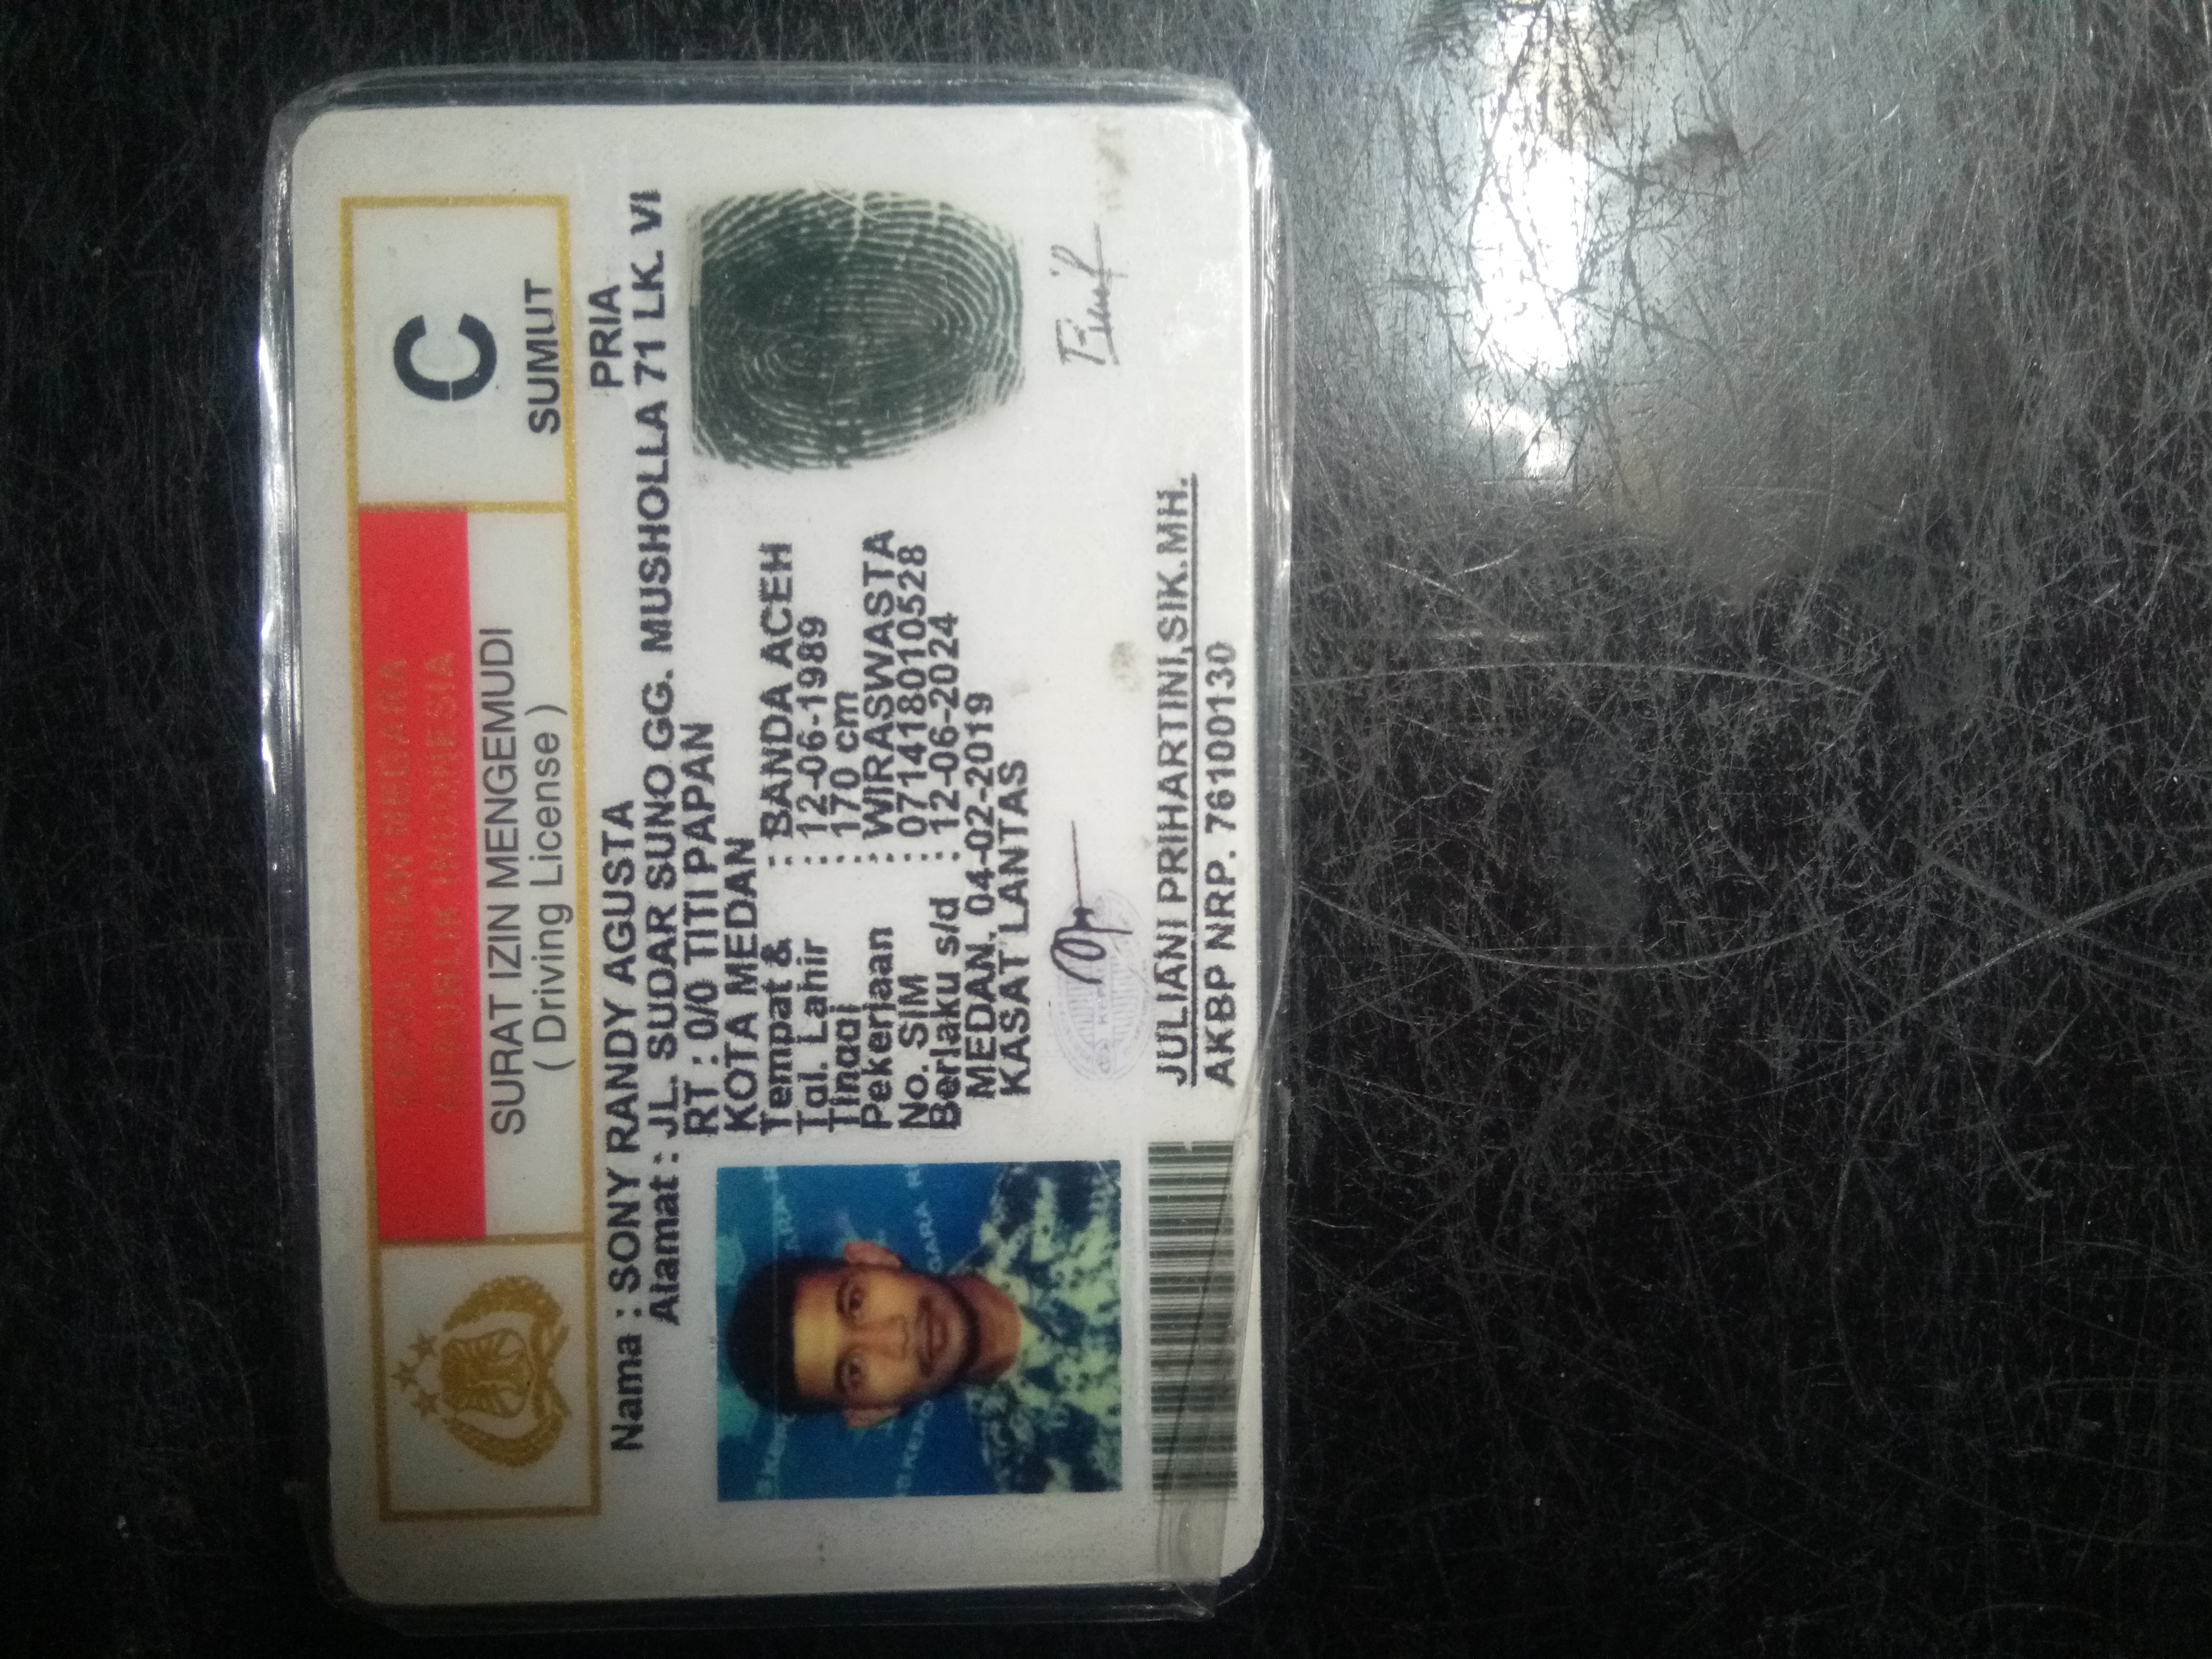 KEPOLISIAN NEGARA
REPUBLIK INDONESIA
SURAT IZIN MENGEMUDI
( Driving License )
C
SUMUT
Nama : SONY RANDY AGUSTA PRIA
Alamat : JL. SUDAR SUNO GG. MUSHOLLA 71 LK. VI
RT : 0/0 TITI PAPAN
KOTA MEDAN
Tempat & : BANDA ACEH
Tgl. Lahir : 12-06-1989
Tinggi : 170 cm
Pekerjaan : WIRASWASTA
No. SIM : 071418010528
Berlaku s/d : 12-06-2024
MEDAN, 04-02-2019
KASAT LANTAS
JULIANI PRIHARTINI,SIK.MH.
AKBP NRP. 76100130